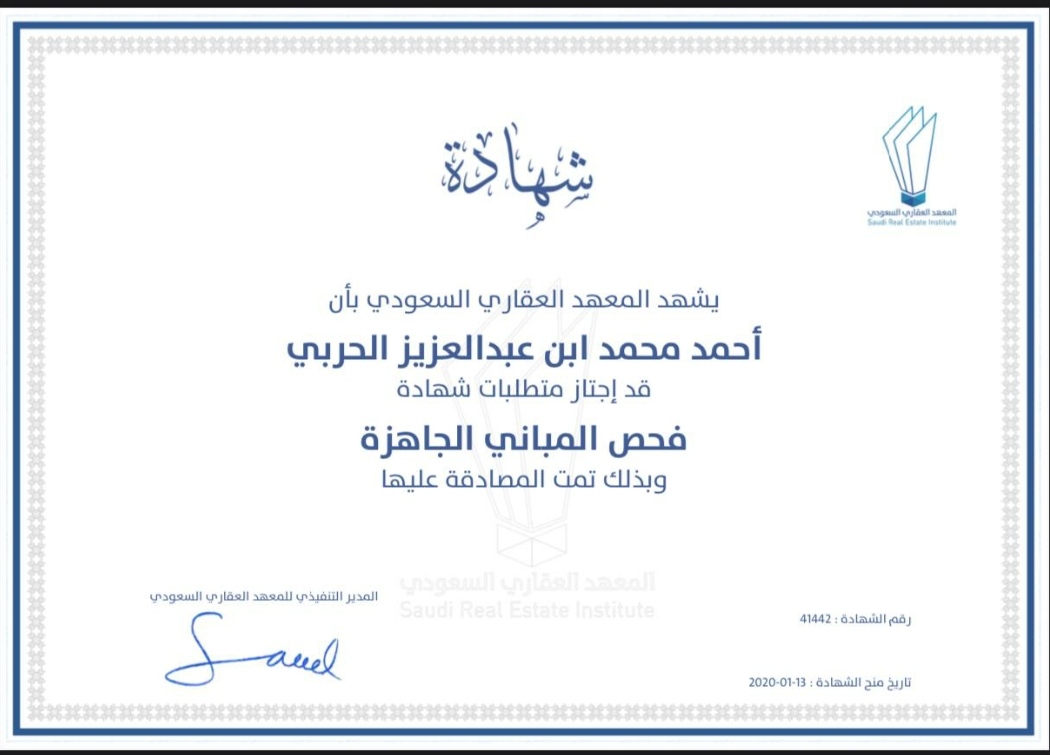 شهادة
المعهد العقاري السعودي
Saudi Real Estate Institute
يشهد المعهد العقاري السعودي بأن
أحمد محمد ابن عبدالعزيز الحربي
قد إجتاز متطلبات شهادة
فحص المباني الجاهزة
وبذلك تمت المصادقة عليها
المعهد العقاري السعودي
Saudi Real Estate Institute
المدير التنفيذي للمعهد العقاري السعودي
رقم الشهادة : 41442
تاريخ منح الشهادة : 2020-01-13